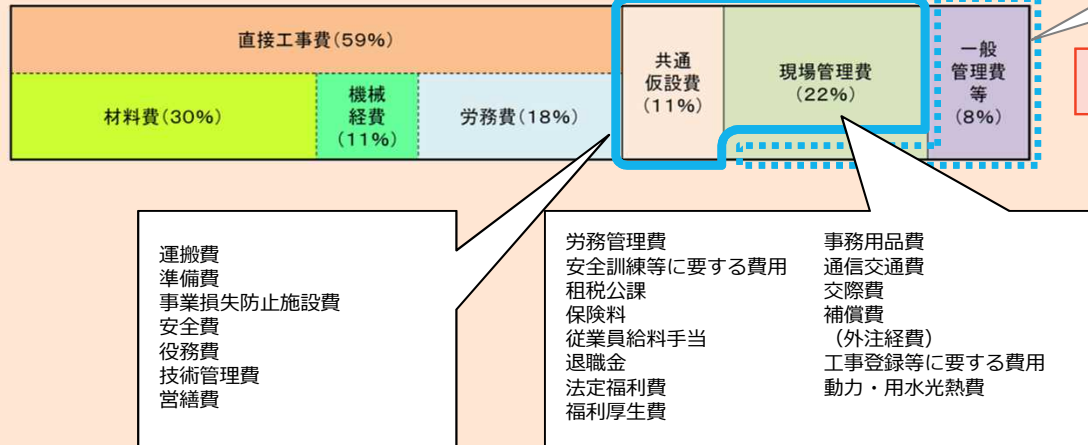 直接工事費(59%)
材料費(30%)
機械
経費
(11%)
労務費(18%)
共通
仮設費
(11%)
現場管理費
(22%)
一般
管理費
等
(8%)
運搬費
準備費
事業損失防止施設費
安全費
役務費
技術管理費
営繕費
労務管理費
安全訓練等に要する費用
租税公課
保険料
従業員給料手当
退職金
法定福利費
福利厚生費
事務用品費
通信交通費
交際費
補償費
（外注経費）
工事登録等に要する費用
動力・用水光熱費